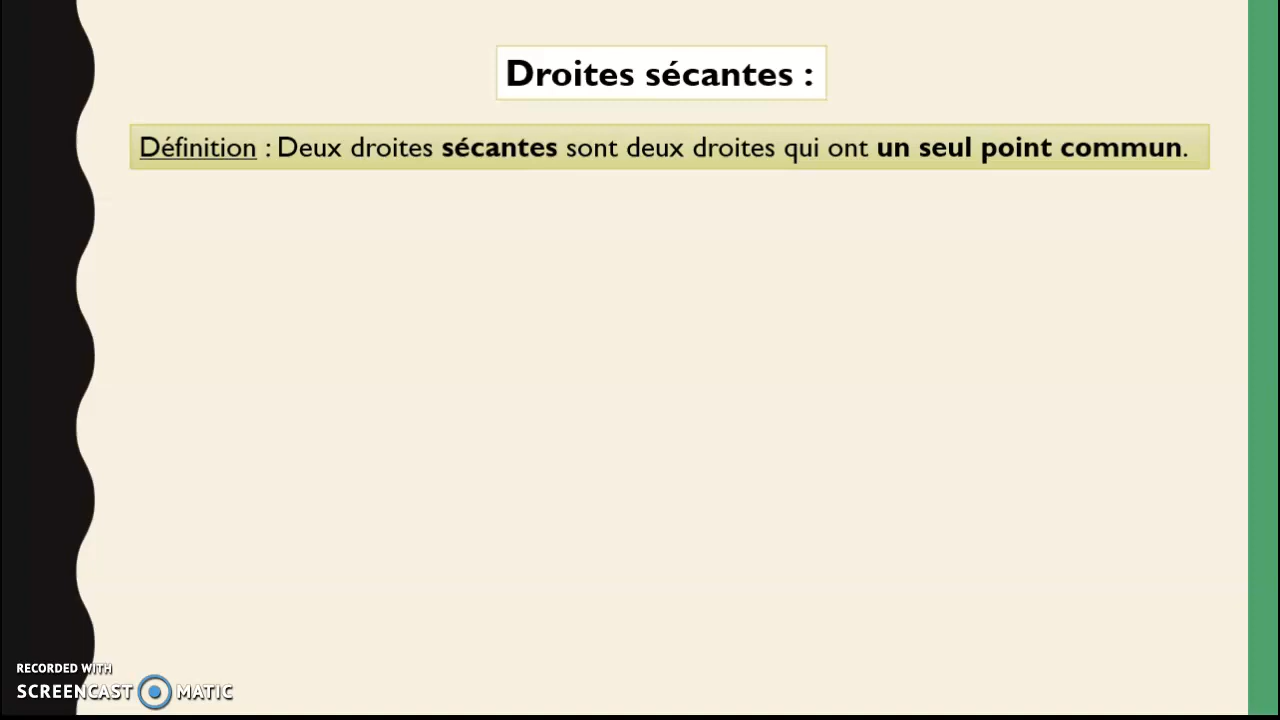 Droites sécantes :
Définition : Deux droites sécantes sont deux droites qui ont un seul point commun.
RECORDED WITH
SCREENCAST MATIC